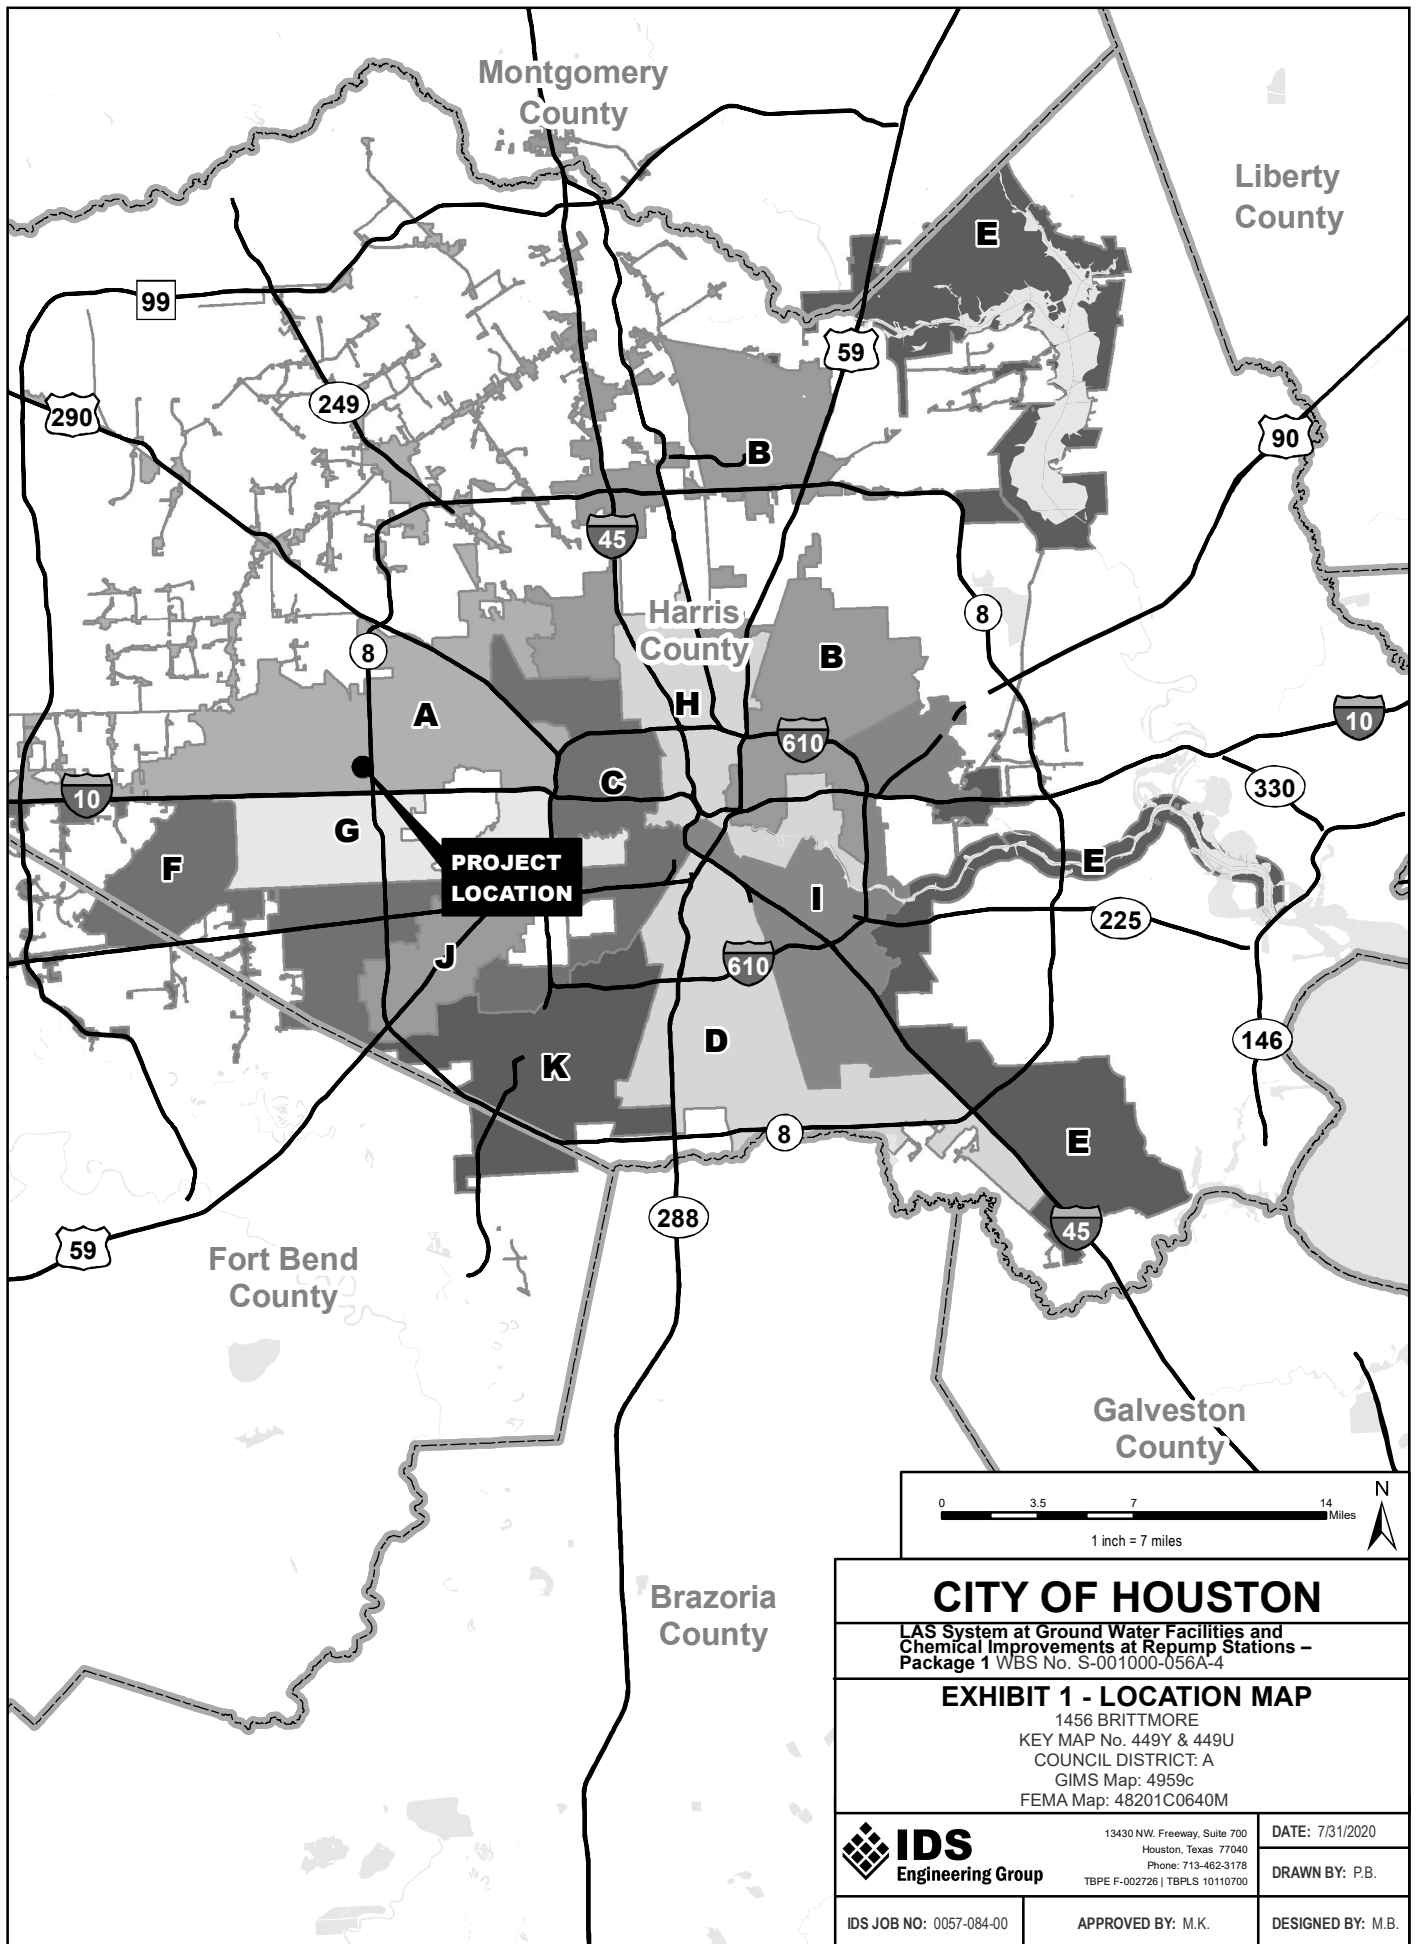 Montgomery
County
Liberty
County
E
99
59
290
249
90
B
45
Harris
County
8
8
B
A
H
10
610
C
10
330
G
F
PROJECT
LOCATION
E
I
225
J
610
D
146
K
8
E
288
45
59
Fort Bend
County
Galveston
County
0 3.5 7 14
Miles
N
1 inch = 7 miles
Brazoria
County
CITY OF HOUSTON
LAS System at Ground Water Facilities and
Chemical Improvements at Repump Stations –
Package 1 WBS No. S-001000-056A-4
EXHIBIT 1 - LOCATION MAP
1456 BRITTMORE
KEY MAP No. 449Y & 449U
COUNCIL DISTRICT: A
GIMS Map: 4959c
FEMA Map: 48201C0640M
IDS
Engineering Group
13430 NW. Freeway, Suite 700
Houston, Texas 77040
Phone: 713-462-3178
TBPE F-002726 | TBPLS 10110700
DATE: 7/31/2020
DRAWN BY: P.B.
IDS JOB NO: 0057-084-00
APPROVED BY: M.K.
DESIGNED BY: M.B.